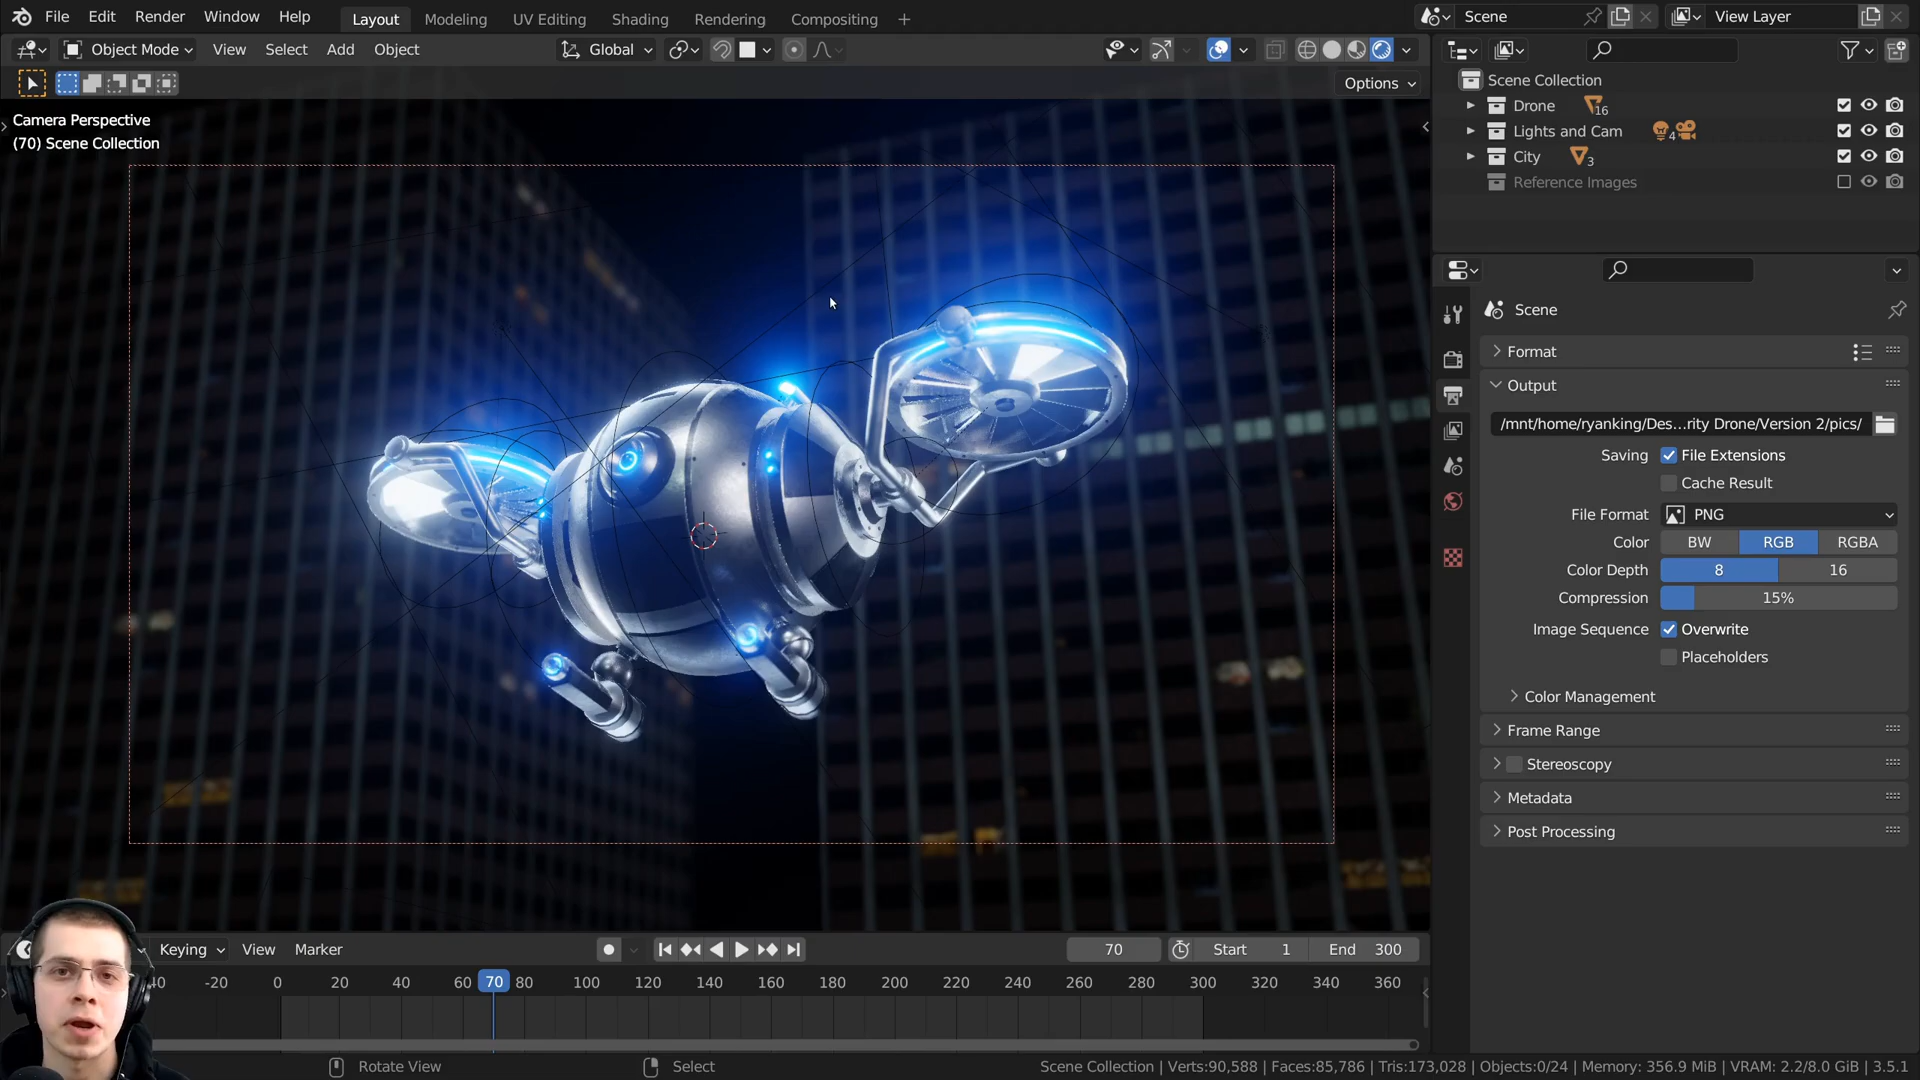 File Edit Render Window Help Layout Modeling UV Editing Shading Rendering Compositing + Scene View Layer
Object Mode View Select Add Object Global
Options
Camera Perspective
(70) Scene Collection
Scene Collection
Drone 16
Lights and Cam 4
City 3
Reference Images
Scene
Format
Output
/mnt/home/ryanking/Des...rity Drone/Version 2/pics/
Saving File Extensions
Cache Result
File Format PNG
Color BW RGB RGBA
Color Depth 8 16
Compression 15%
Image Sequence Overwrite
Placeholders
Color Management
Frame Range
Stereoscopy
Metadata
Post Processing
Keying View Marker 70 Start 1 End 300
-20 0 20 40 60 70 80 100 120 140 160 180 200 220 240 260 280 300 320 340 360
Rotate View Select Scene Collection | Verts:90,588 | Faces:85,786 | Tris:173,028 | Objects:0/24 | Memory: 356.9 MiB | VRAM: 2.2/8.0 GiB | 3.5.1